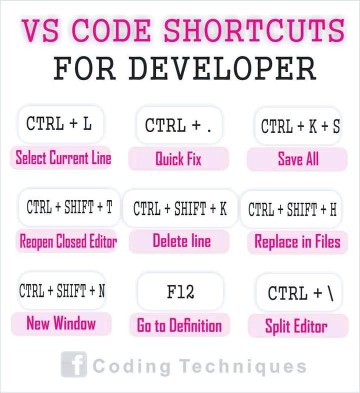 VS CODE SHORTCUTS
FOR DEVELOPER
CTRL + L
CTRL + .
CTRL + K + S
Select Current Line
Quick Fix
Save All
CTRL + SHIFT + T
CTRL + SHIFT + K
CTRL + SHIFT + H
Reopen Closed Editor
Delete line
Replace in Files
CTRL + SHIFT + N
F12
CTRL + \
New Window
Go to Definition
Split Editor
f Coding Techniques